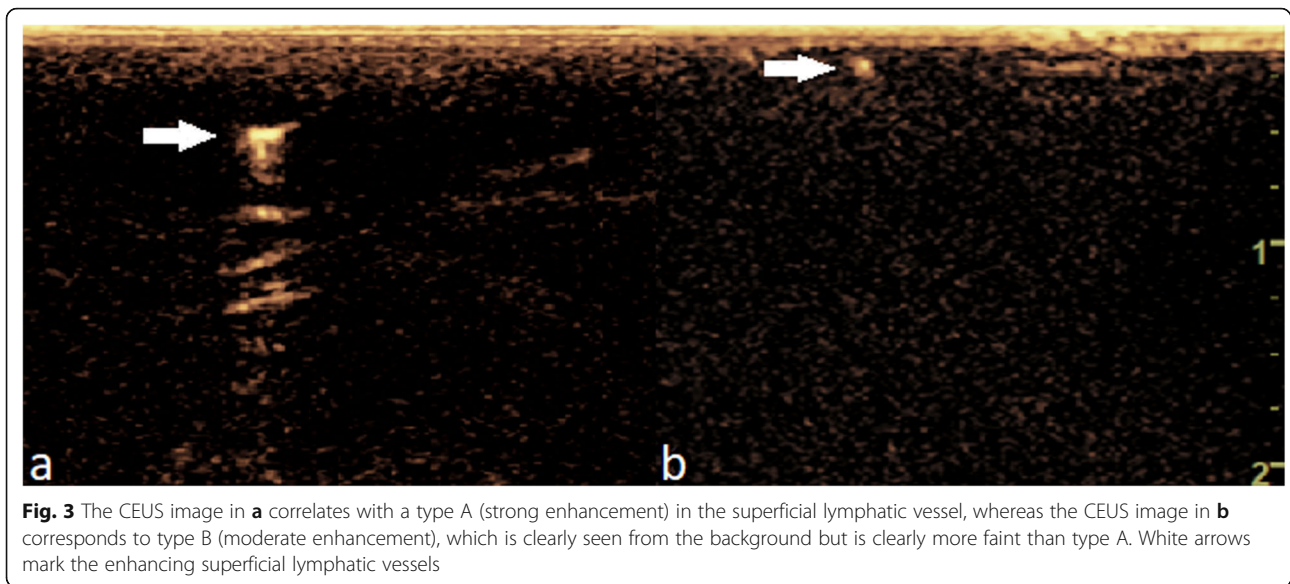 1
a
b
2
Fig. 3 The CEUS image in a correlates with a type A (strong enhancement) in the superficial lymphatic vessel, whereas the CEUS image in b
corresponds to type B (moderate enhancement), which is clearly seen from the background but is clearly more faint than type A. White arrows
mark the enhancing superficial lymphatic vessels